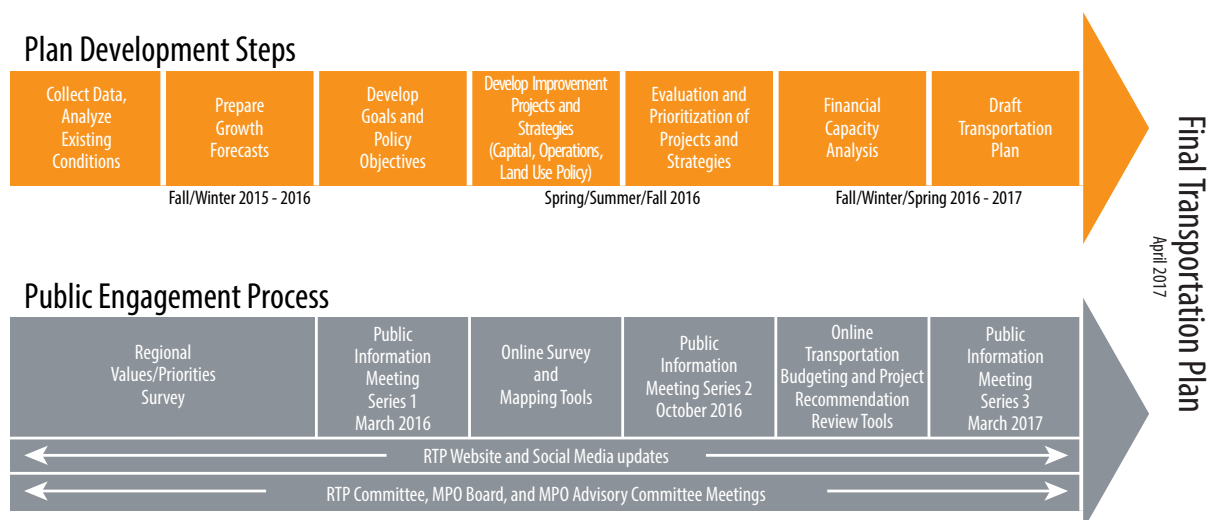 Plan Development Steps
Collect Data,
Analyze
Existing
Conditions
Prepare
Growth
Forecasts
Develop
Goals and
Policy
Objectives
Develop Improvement
Projects and
Strategies
(Capital, Operations,
Land Use Policy)
Evaluation and
Prioritization of
Projects and
Strategies
Financial
Capacity
Analysis
Draft
Transportation
Plan
Fall/Winter 2015 - 2016
Spring/Summer/Fall 2016
Fall/Winter/Spring 2016 - 2017
Public Engagement Process
Regional
Values/Priorities
Survey
Public
Information
Meeting
Series 1
March 2016
Online Survey
and
Mapping Tools
Public
Information
Meeting Series 2
October 2016
Online
Transportation
Budgeting and Project
Recommendation
Review Tools
Public
Information
Meeting
Series 3
March 2017
RTP Website and Social Media updates
RTP Committee, MPO Board, and MPO Advisory Committee Meetings
Final Transportation Plan
April 2017